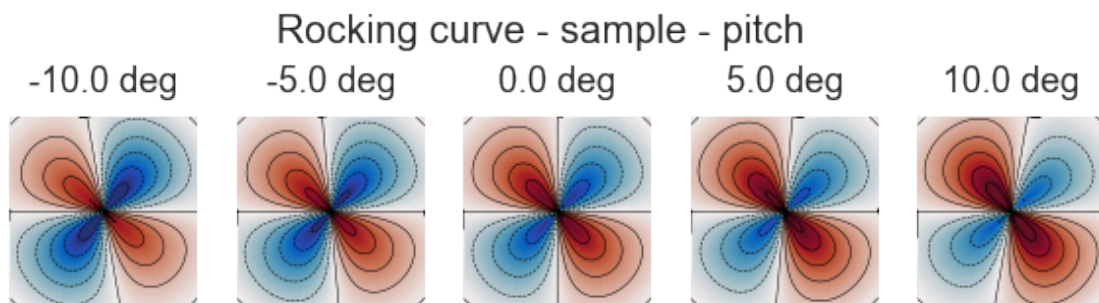 Rocking curve - sample - pitch
-10.0 deg -5.0 deg 0.0 deg 5.0 deg 10.0 deg